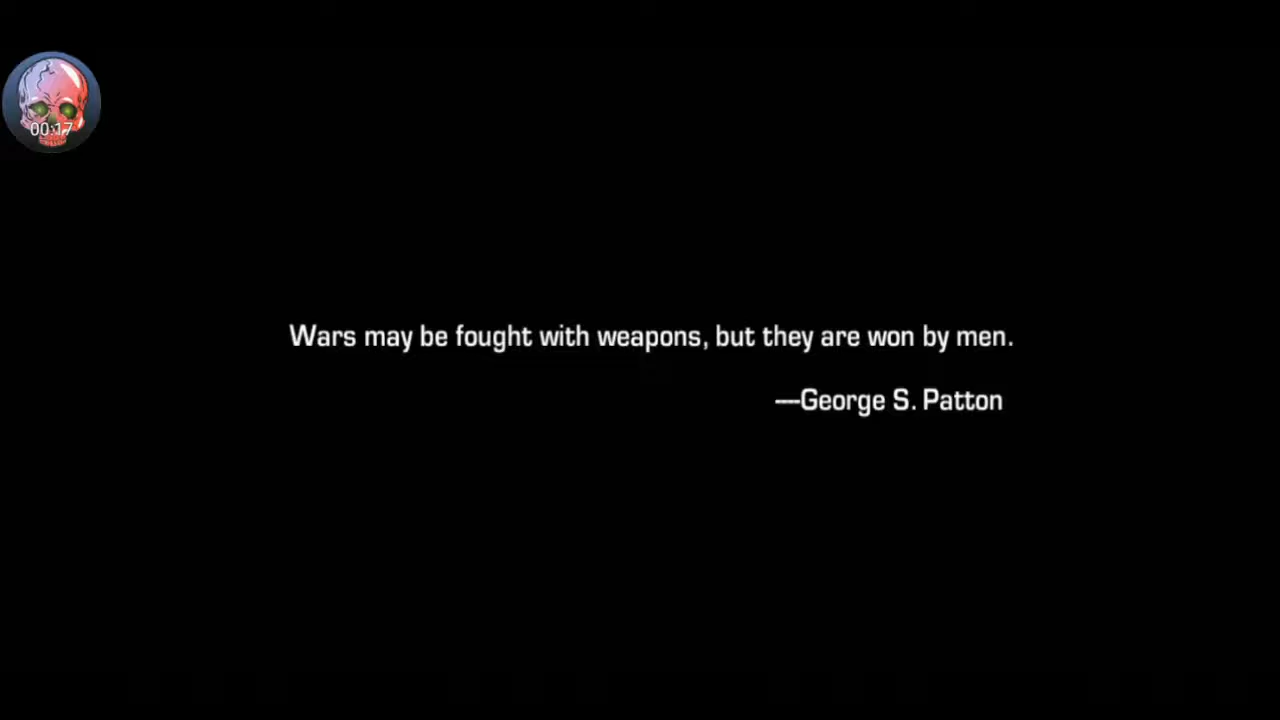 00:17
Wars may be fought with weapons, but they are won by men.
---George S. Patton